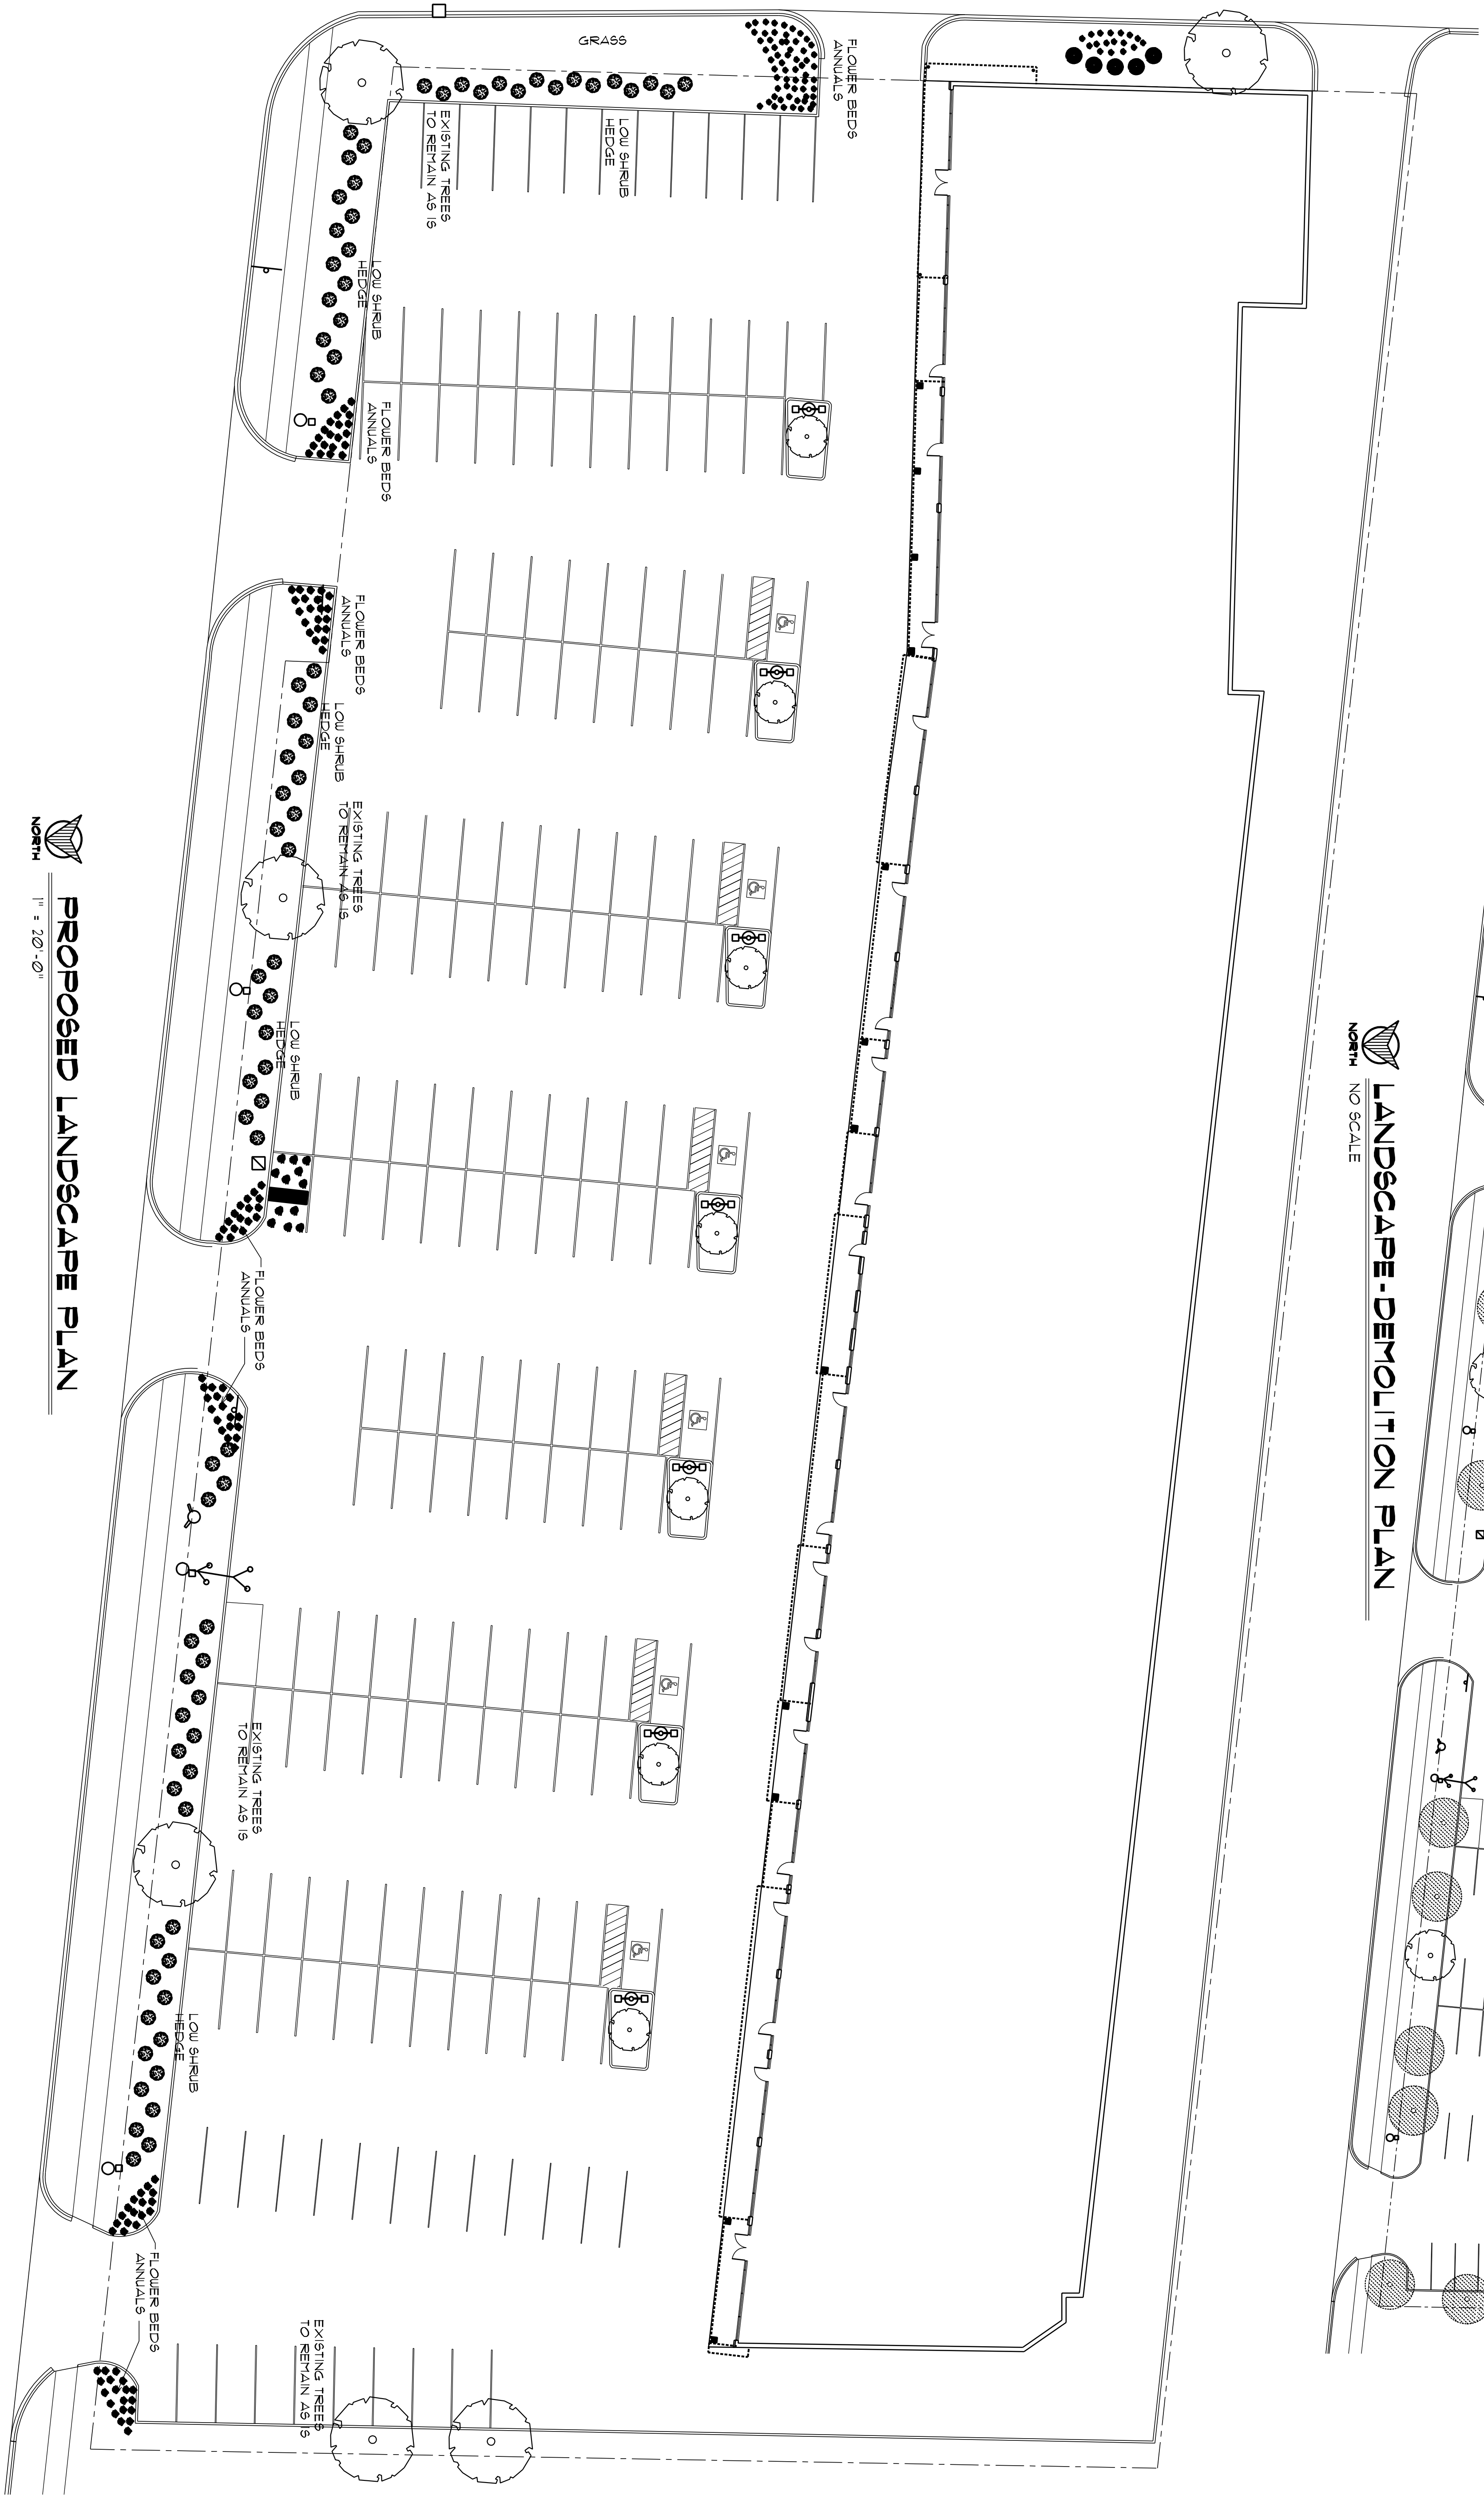 GRASS
FLOWER BEDS
ANNUALS
EXISTING TREES
TO REMAIN AS IS
LOW SHRUB
HEDGE
LOW SHRUB
HEDGE
FLOWER BEDS
ANNUALS
FLOWER BEDS
ANNUALS
LOW SHRUB
HEDGE
EXISTING TREES
TO REMAIN AS IS
LOW SHRUB
HEDGE
FLOWER BEDS
ANNUALS
EXISTING TREES
TO REMAIN AS IS
LOW SHRUB
HEDGE
FLOWER BEDS
ANNUALS
EXISTING TREES
TO REMAIN AS IS
NORTH
PROPOSED LANDSCAPE PLAN
1" = 20'-0"
NORTH
LANDSCAPE-DEMOLITION PLAN
NO SCALE